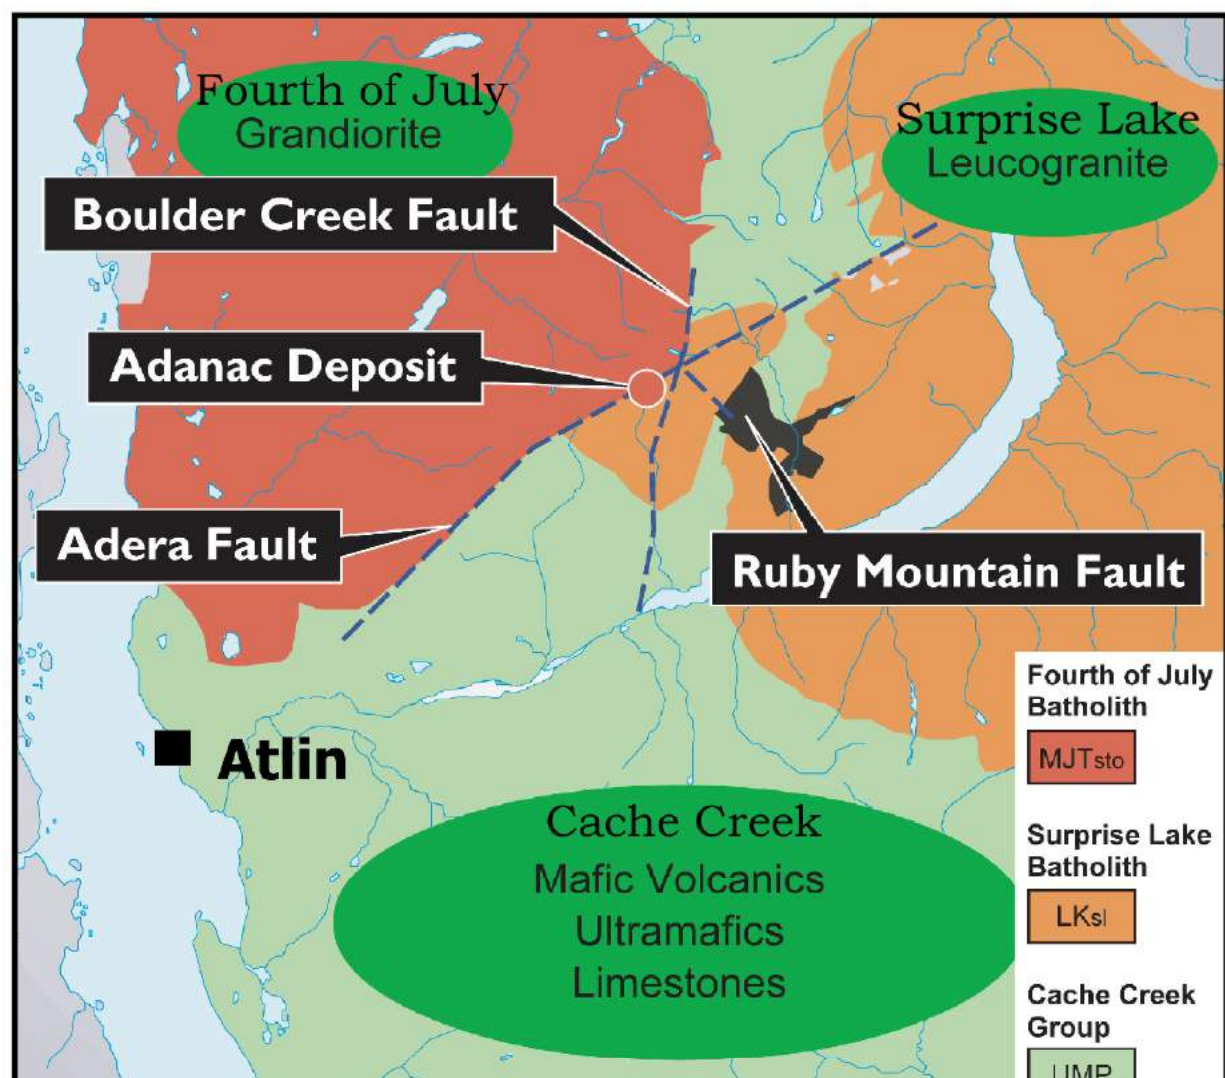 Fourth of July
Grandiorite
Surprise Lake
Leucogranite
Boulder Creek Fault
Adanac Deposit
Adera Fault
Ruby Mountain Fault
Atlin
Cache Creek
Mafic Volcanics
Ultramafics
Limestones
Fourth of July
Batholith
MJTsto
Surprise Lake
Batholith
LKsl
Cache Creek
Group
UMP